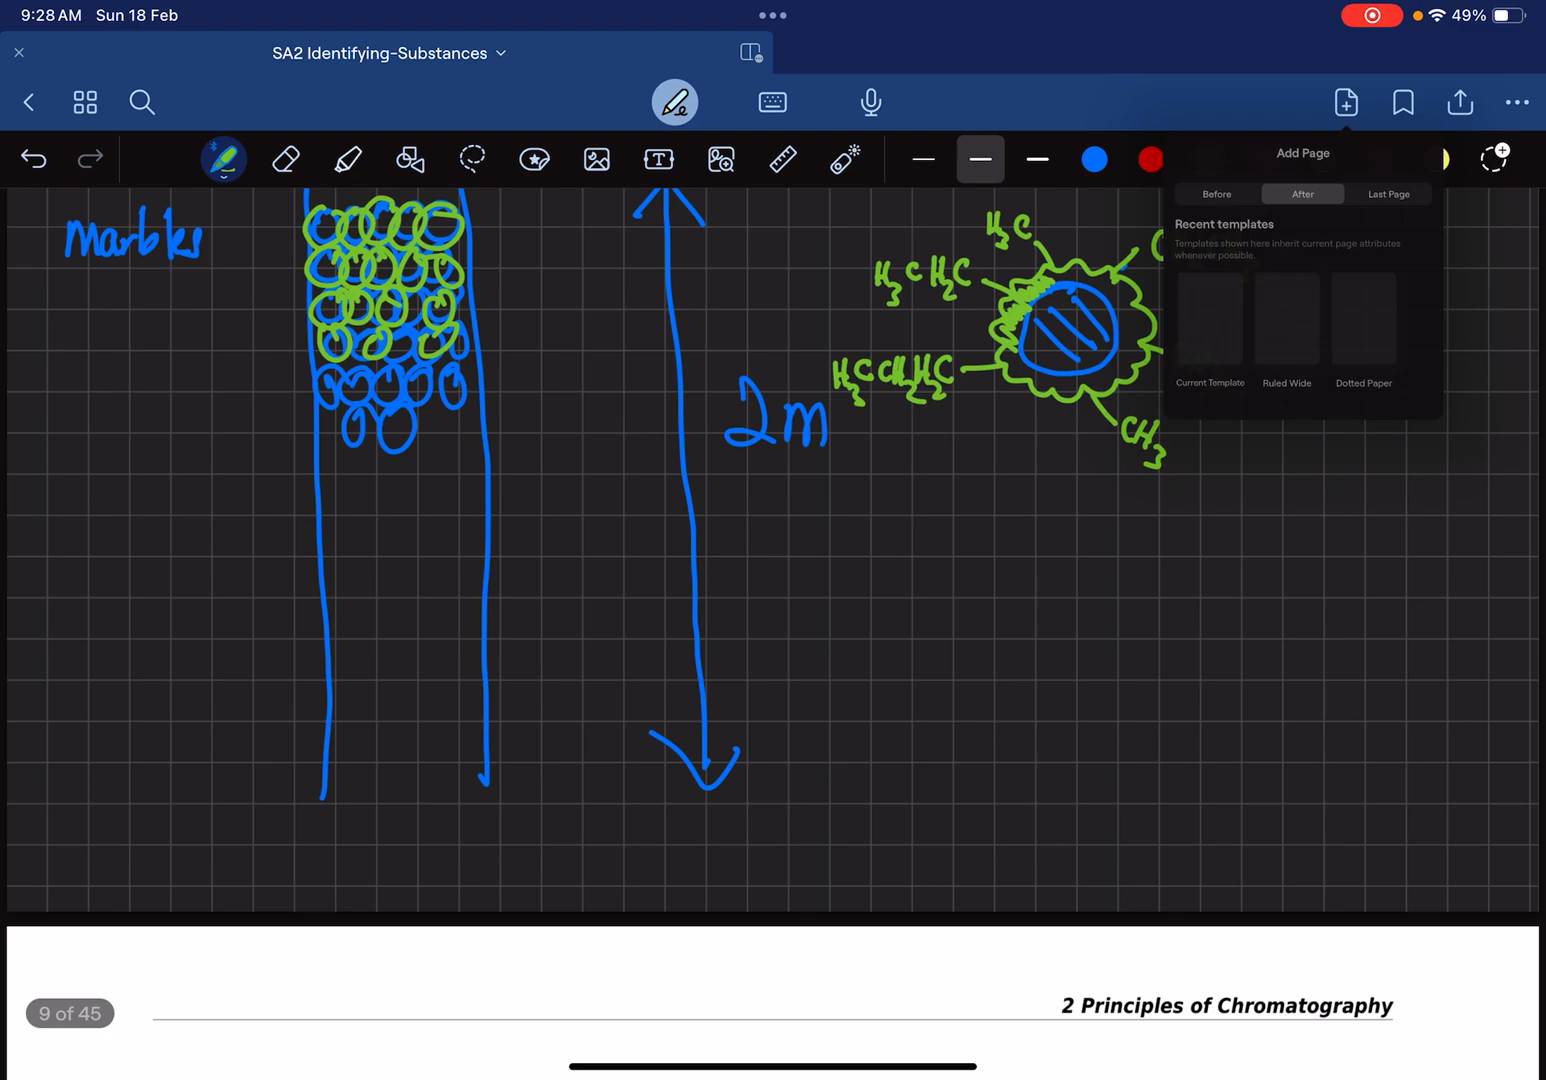 9:28 AM Sun 18 Feb
49%
SA2 Identifying-Substances
Add Page
Before After Last Page
Recent templates
Templates shown here inherit current page attributes
whenever possible.
Current Template Ruled Wide Dotted Paper
marbles
H₃C
H₃CH₂C
CH₃
2m
9 of 45
2 Principles of Chromatography